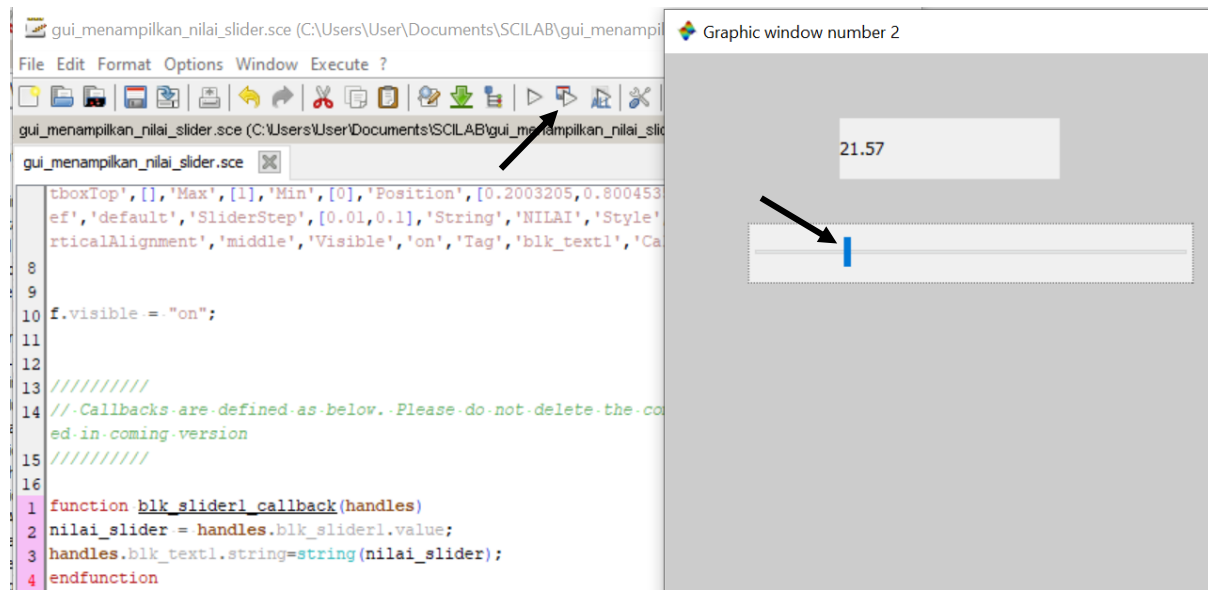 gui_menampilkan_nilai_slider.sce (C:\Users\User\Documents\SCILAB\gui_menampil
File Edit Format Options Window Execute ?
gui_menampilkan_nilai_slider.sce (C:\Users\User\Documents\SCILAB\gui_menampilkan_nilai_slid
gui_menampilkan_nilai_slider.sce
tboxTop',[],'Max',[1],'Min',[0],'Position',[0.2003205,0.800453
ef','default','SliderStep',[0.01,0.1],'String','NILAI','Style'
rticalAlignment','middle','Visible','on','Tag','blk_text1','Ca
8
9
10 f.visible = "on";
11
12
13 //////////
14 // Callbacks are defined as below. Please do not delete the co
ed in coming version
15 //////////
16
1 function blk_slider1_callback(handles)
2 nilai_slider = handles.blk_slider1.value;
3 handles.blk_text1.string=string(nilai_slider);
4 endfunction
Graphic window number 2
21.57